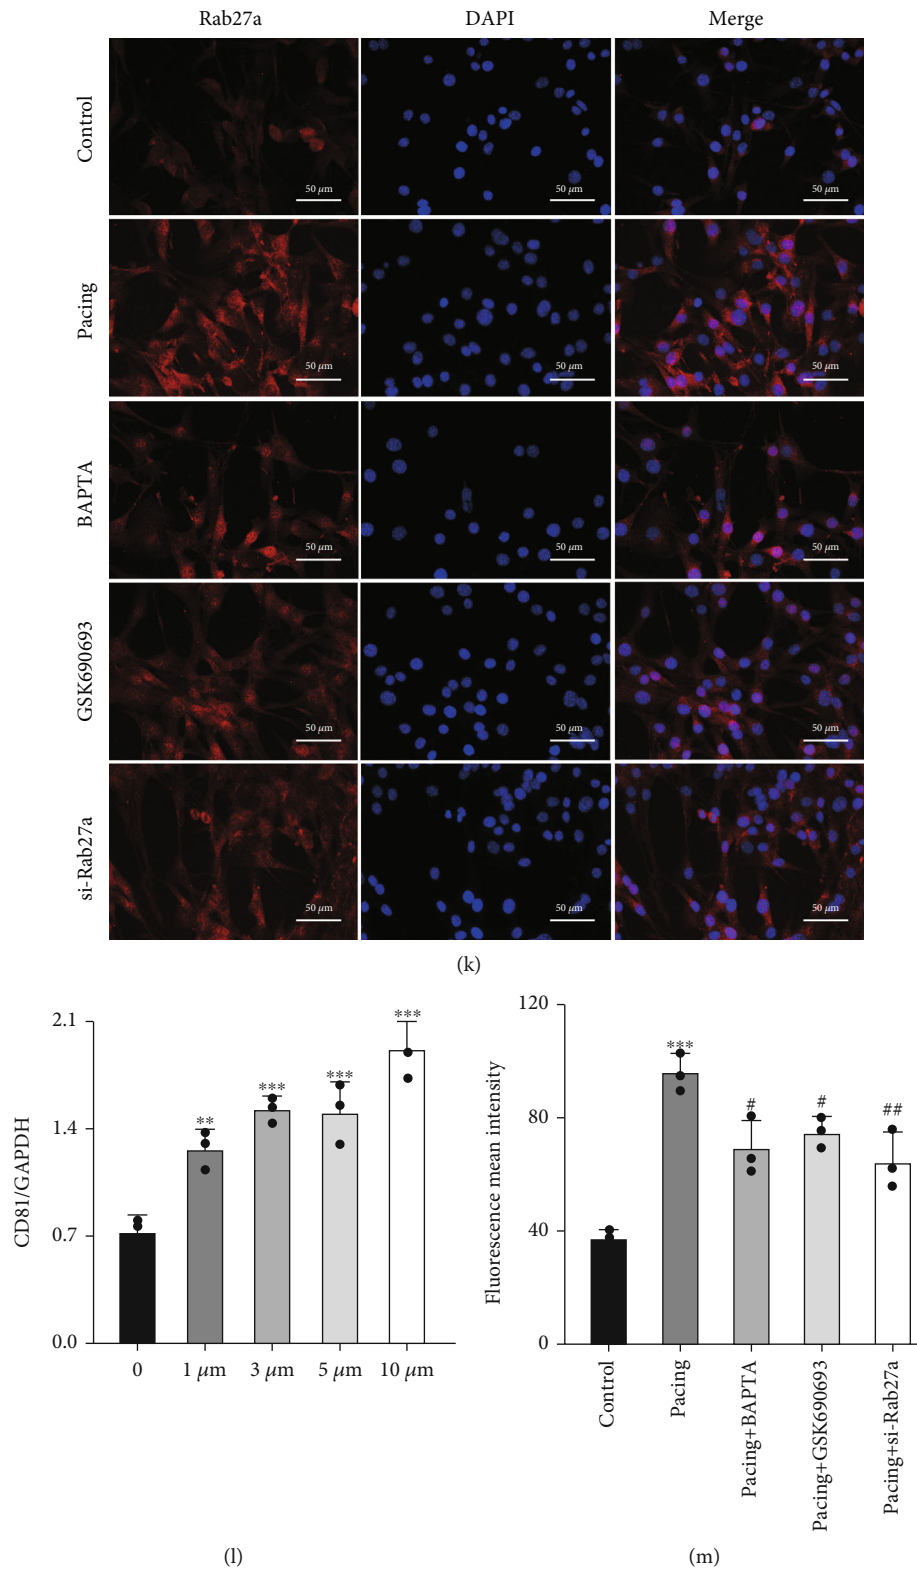 Rab27a DAPI Merge
Control
50 μm 50 μm 50 μm
Pacing
50 μm 50 μm 50 μm
BAPTA
50 μm 50 μm 50 μm
GSK690693
50 μm 50 μm 50 μm
si-Rab27a
50 μm 50 μm 50 μm
(k)
CD81/GAPDH
2.1
1.4
0.7
0.0
** *** *** ***
0 1 μm 3 μm 5 μm 10 μm
(l)
Fluorescence mean intensity
120
80
40
0
*** # # ##
Control
Pacing
Pacing+BAPTA
Pacing+GSK690693
Pacing+si-Rab27a
(m)